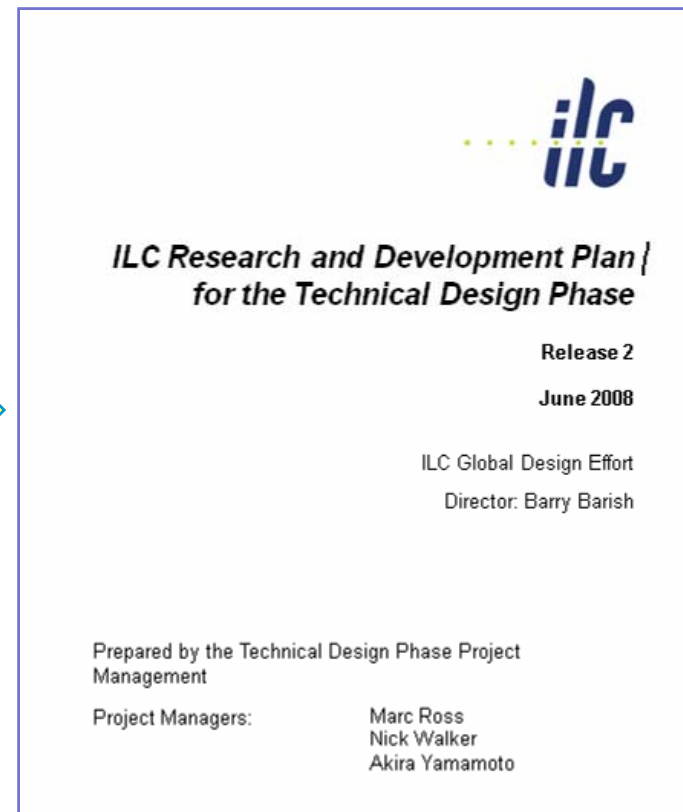 ilc
ILC Research and Development Plan
for the Technical Design Phase
Release 2
June 2008
ILC Global Design Effort
Director: Barry Barish
Prepared by the Technical Design Phase Project
Management
Project Managers:
Marc Ross
Nick Walker
Akira Yamamoto